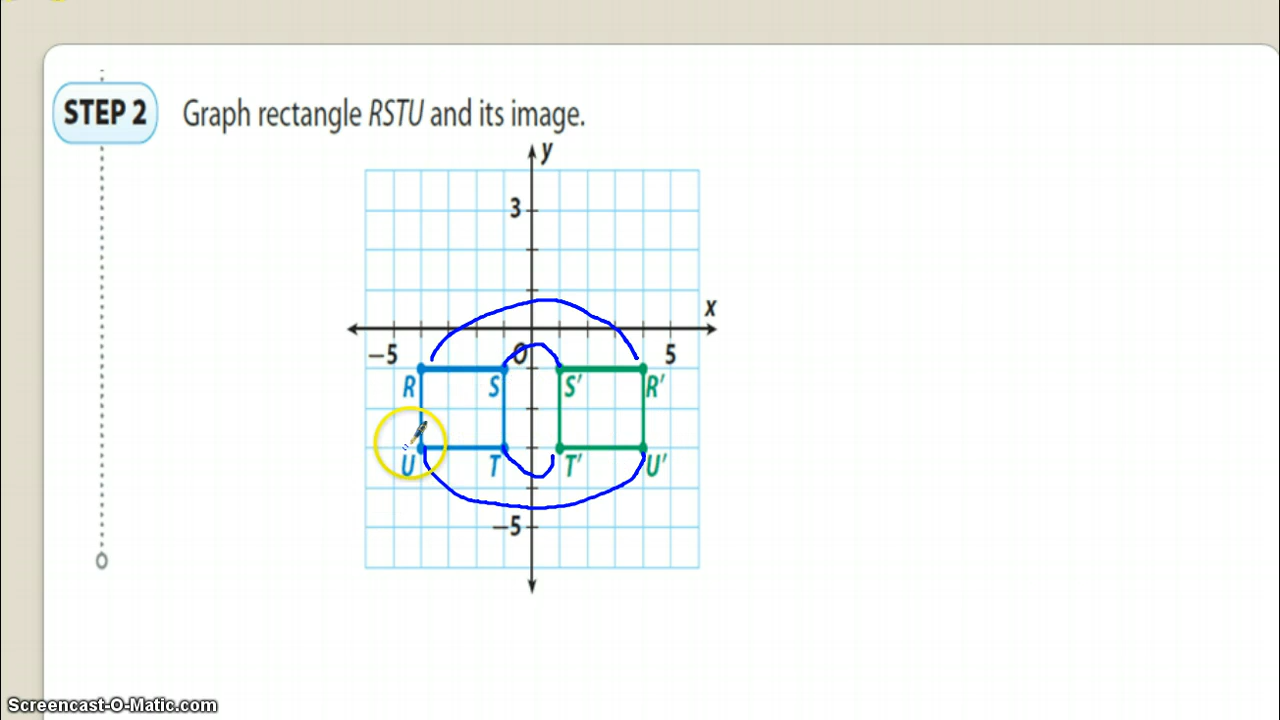 STEP 2 Graph rectangle RSTU and its image.
y
3
x
−5 O 5
R S S′ R′
U T T′ U′
−5
Screencast-O-Matic.com